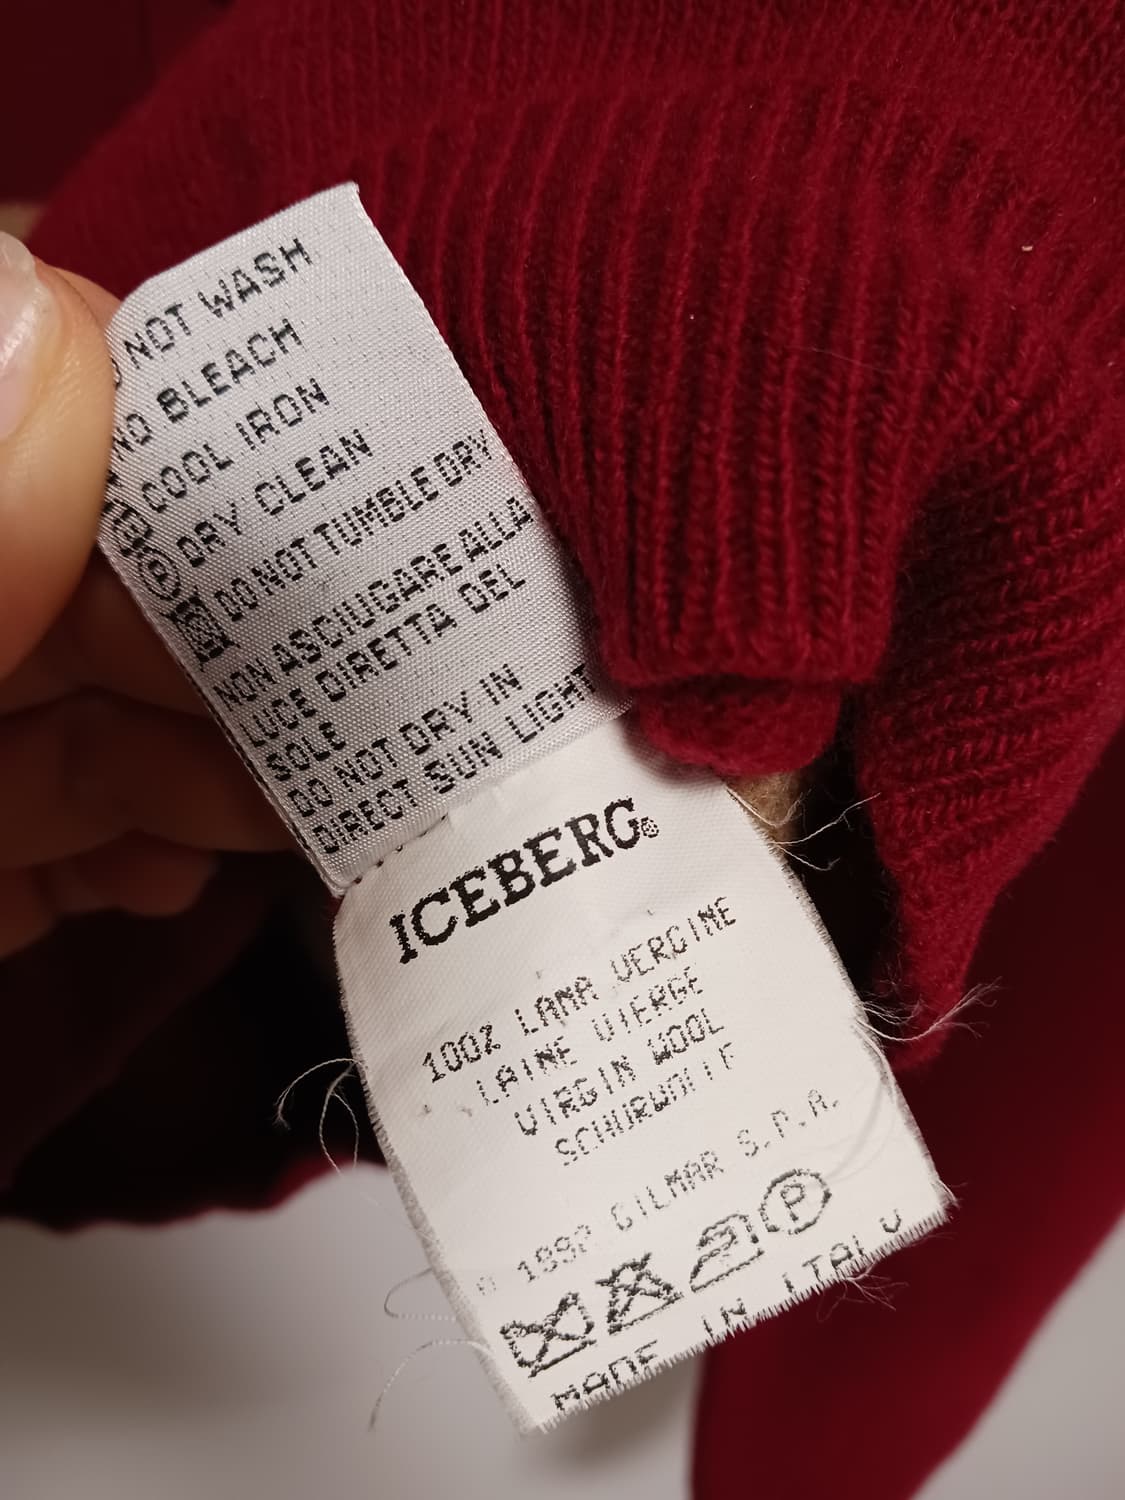 NOT WASH
NO BLEACH
COOL IRON
P DRY CLEAN
DO NOT TUMBLE DRY
NON ASCIUGARE ALLA
LUCE DIRETTA DEL
SOLE
DO NOT DRY IN
DIRECT SUN LIGHT
ICEBERG®
100% LANA VERGINE
LAINE VIERGE
VIRGIN WOOL
SCHURWOLLE
© GILMAR S.P.A.
P
MADE IN ITALY